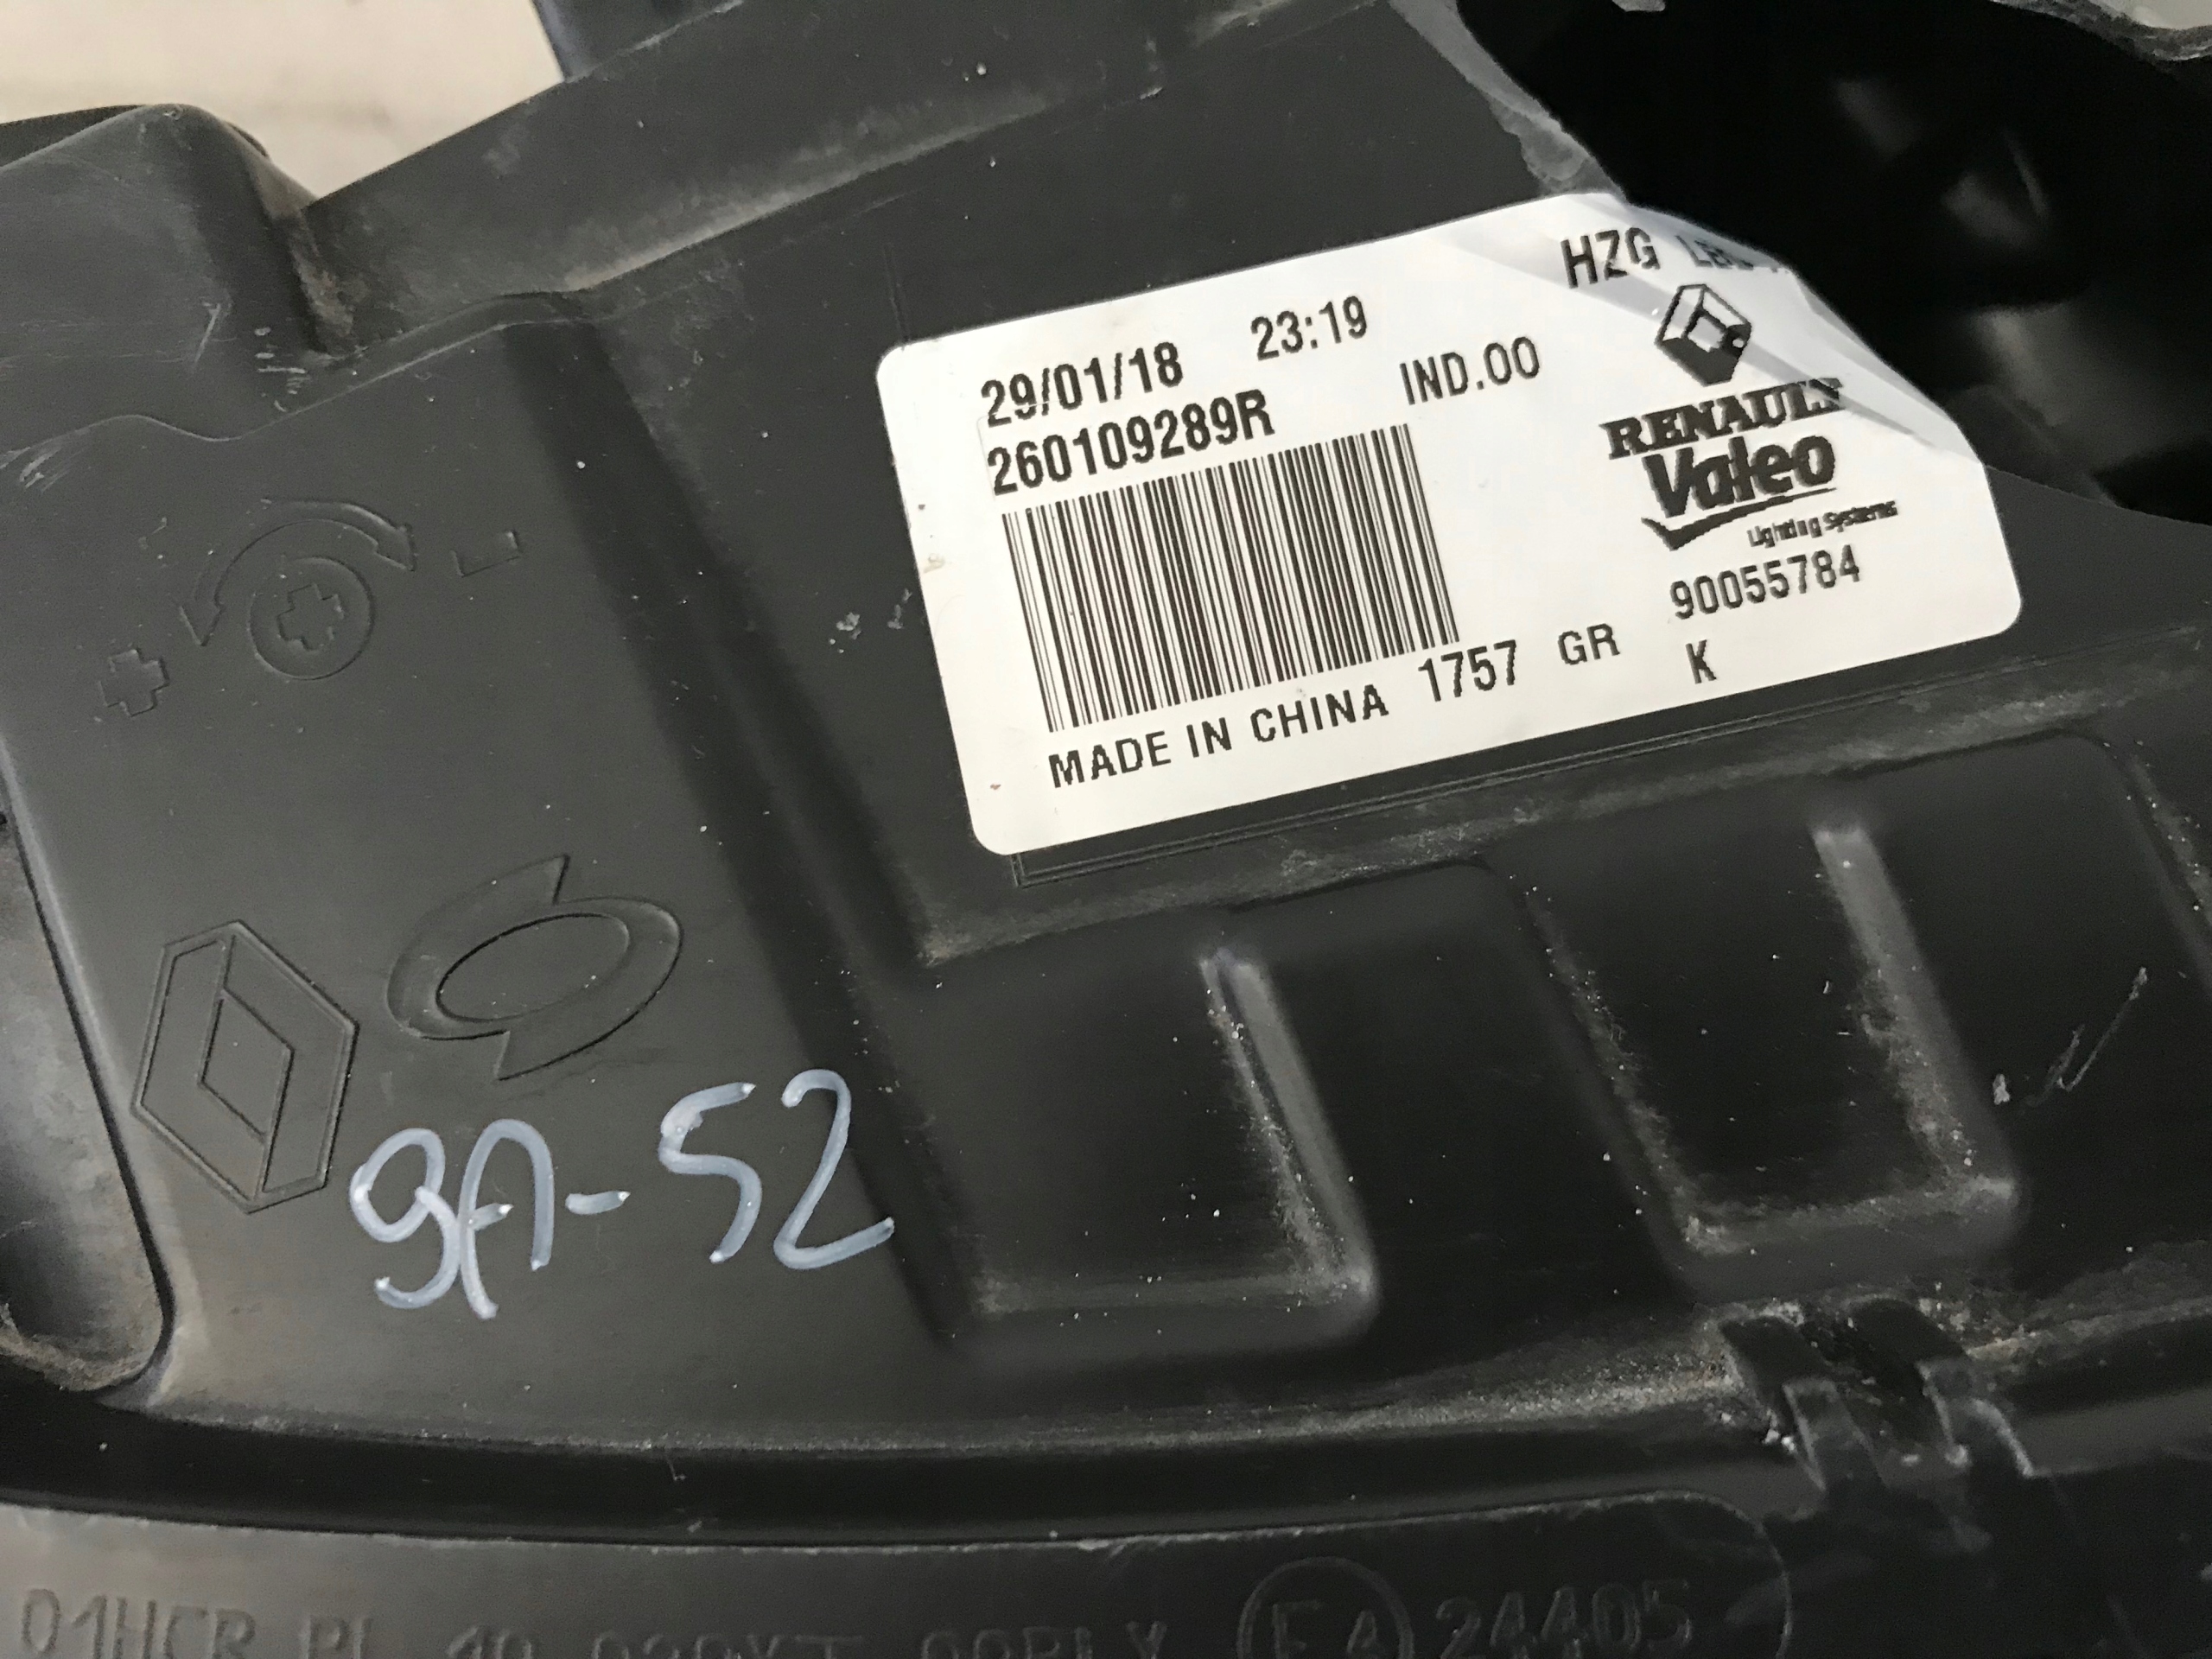 HZG
29/01/18 23:19
260109289R IND.00
RENAULT
Valeo
Lighting Systems
90055784
MADE IN CHINA 1757 GR K
9A-52
24405